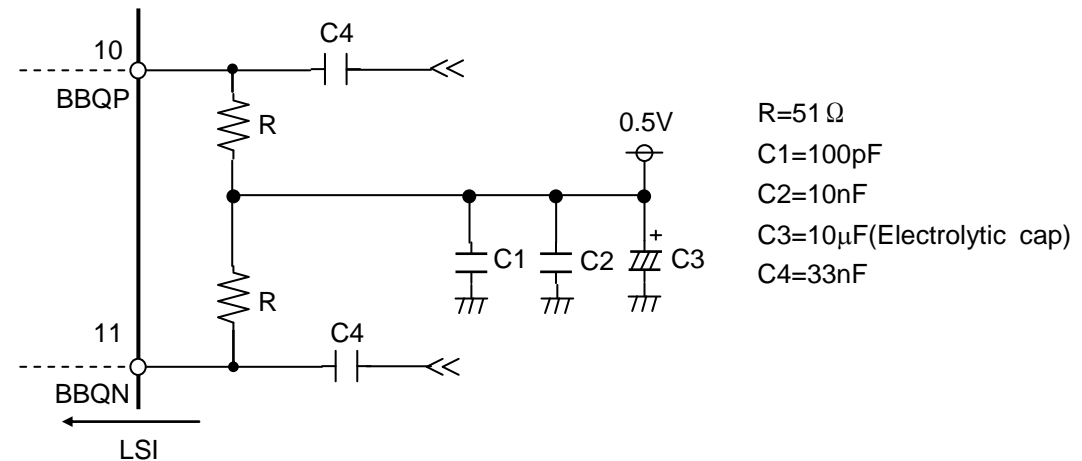 C4
10
BBQP
R
0.5V
R=51Ω
C1=100pF
C2=10nF
C3=10μF(Electrolytic cap)
C4=33nF
+
C1
C2
C3
R
11
C4
BBQN
LSI